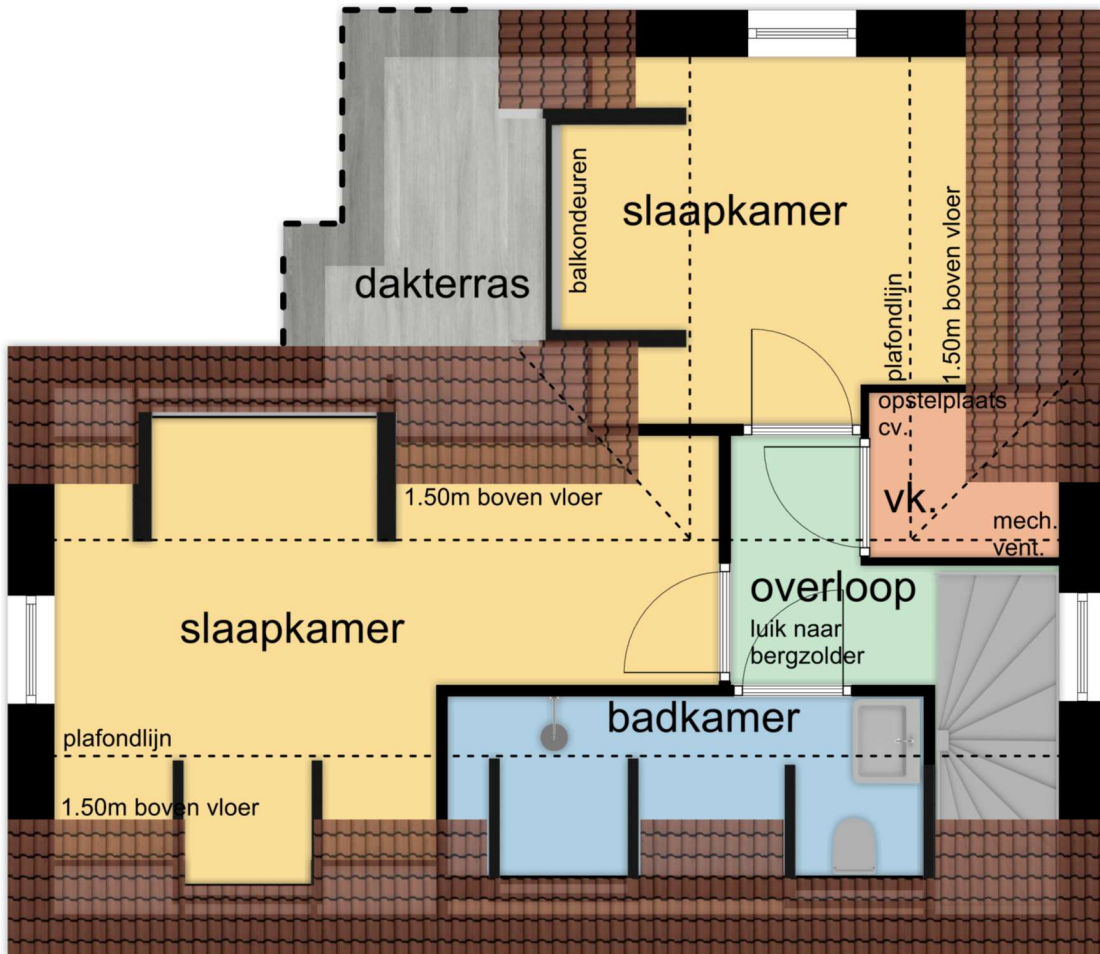 balkondeuren
slaapkamer
dakterras
plafondlijn
1.50m boven vloer
opstelplaats
cv.
vk.
mech.
vent.
1.50m boven vloer
overloop
luik naar
bergzolder
slaapkamer
badkamer
plafondlijn
1.50m boven vloer